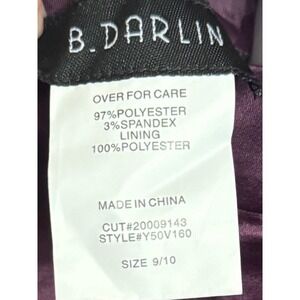 B.DARLIN
OVER FOR CARE
97%POLYESTER
3%SPANDEX
LINING
100%POLYESTER
MADE IN CHINA
CUT#20009143
STYLE#Y50V160
SIZE 9/10